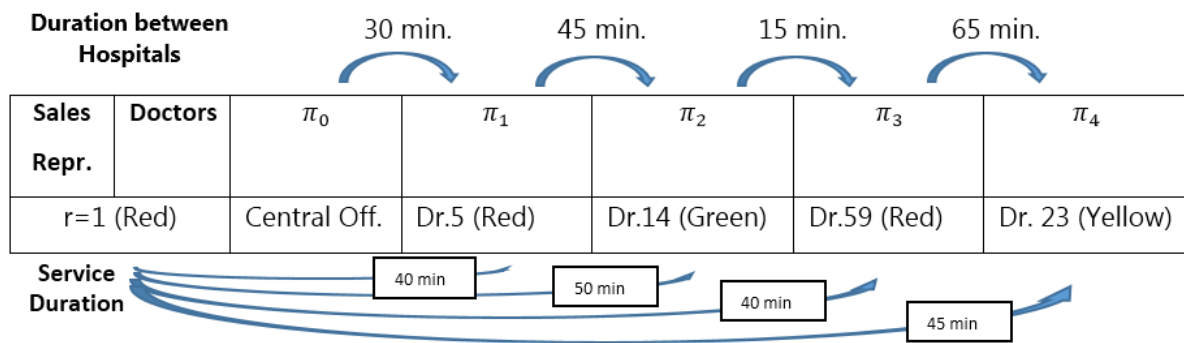 Duration between Hospitals 30 min. 45 min. 15 min. 65 min.
Sales Repr. Doctors π₀ π₁ π₂ π₃ π₄
r=1 (Red) Central Off. Dr.5 (Red) Dr.14 (Green) Dr.59 (Red) Dr. 23 (Yellow)
Service Duration 40 min 50 min 40 min 45 min